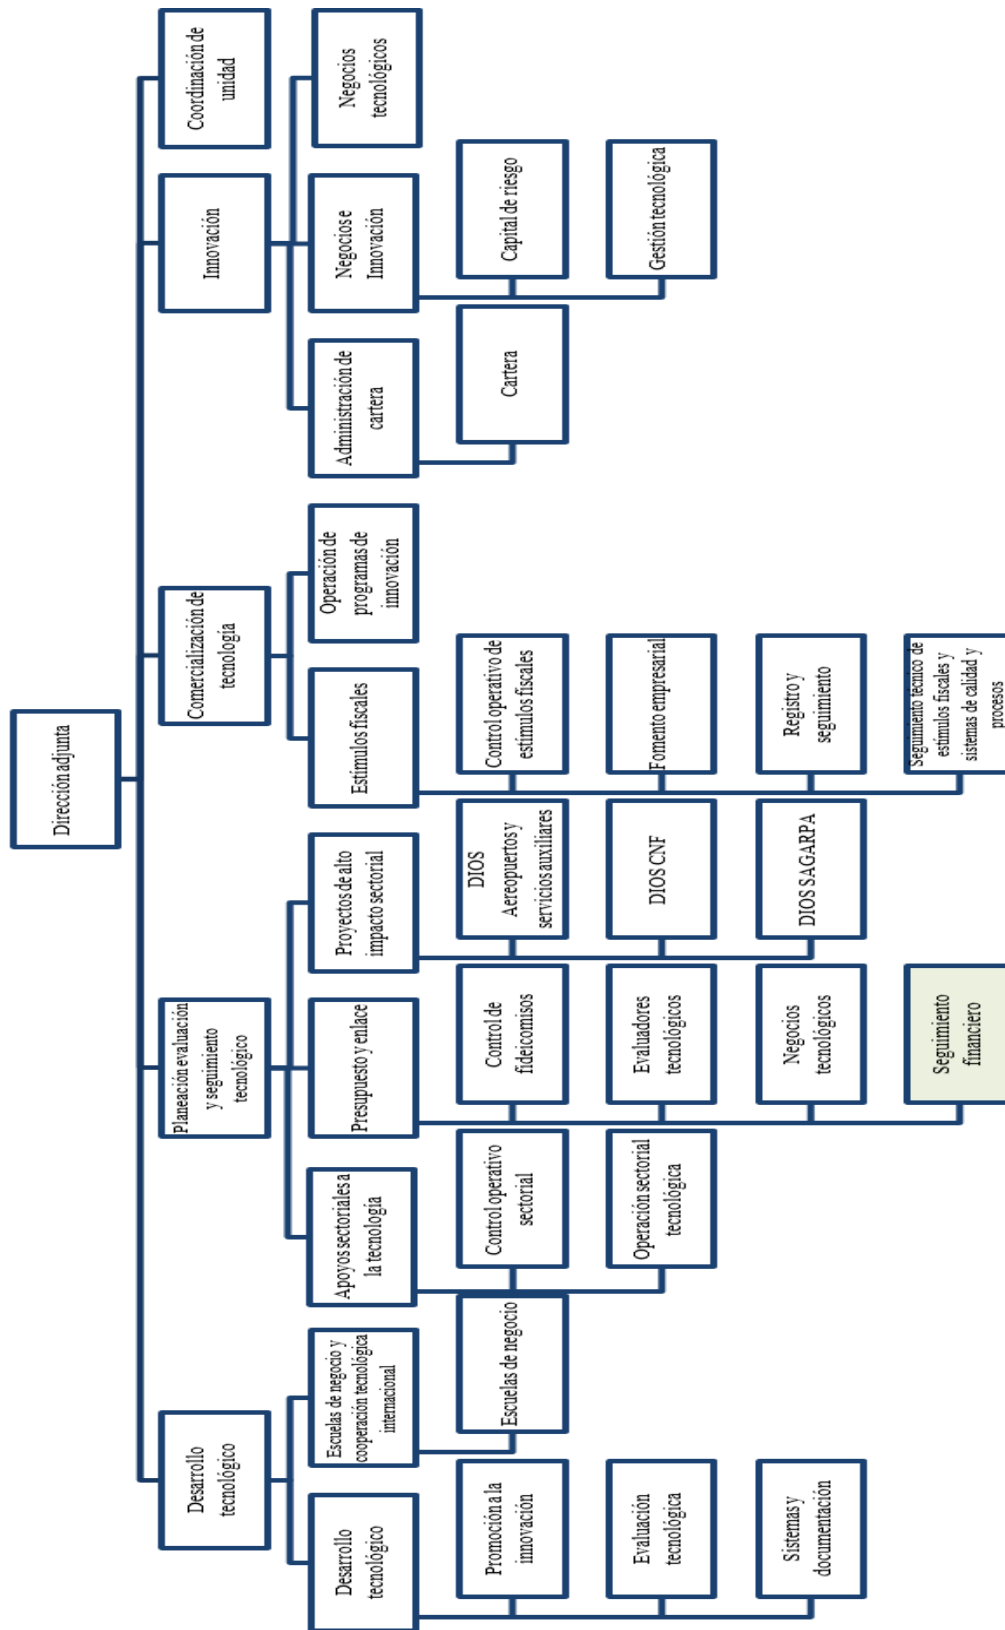 Dirección adjunta
Desarrollo
tecnológico
Planeación evaluación
y seguimiento
tecnológico
Comercialización de
tecnología
Innovación
Coordinación de
unidad
Desarrollo
tecnológico
Escuelas de negocio y
cooperación tecnológica
internacional
Apoyos sectoriales a
la tecnología
Presupuesto y enlace
Proyectos de alto
impacto sectorial
Estímulos fiscales
Operación de
programas de
innovación
Administración de
cartera
Negocios e
Innovación
Negocios
tecnológicos
Promoción a la
innovación
Escuelas de negocio
Control operativo
sectorial
Control de
fideicomisos
DIOS
Aereopuertos y
servicios auxiliares
Control operativo de
estímulos fiscales
Cartera
Capital de riesgo
Evaluación
tecnológica
Operación sectorial
tecnológica
Evaluadores
tecnológicos
DIOS CNF
Fomento empresarial
Gestión tecnológica
Sistemas y
documentación
Negocios
tecnológicos
DIOS SAGARPA
Registro y
seguimiento
Seguimiento
financiero
Seguimiento tecnico de
estímulos fiscales y
sistemas de calidad y
procesos